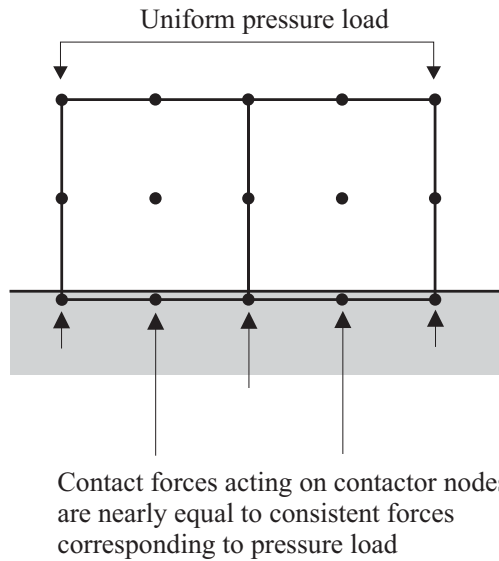 Uniform pressure load
Contact forces acting on contactor nodes
are nearly equal to consistent forces
corresponding to pressure load